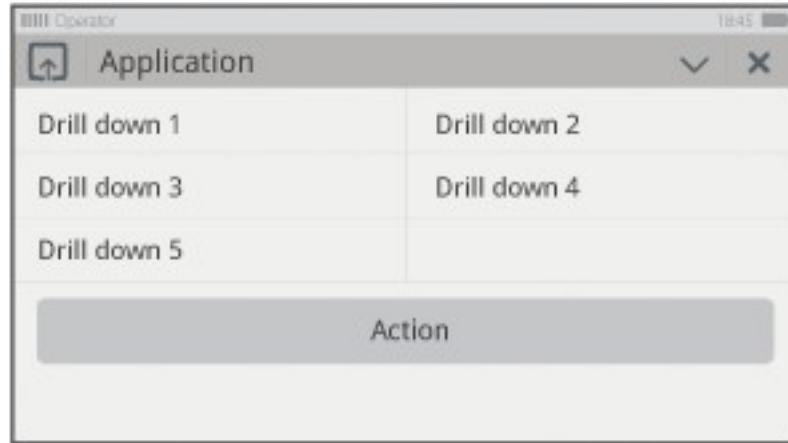 Operator 18:45
Application
Drill down 1 Drill down 2
Drill down 3 Drill down 4
Drill down 5
Action